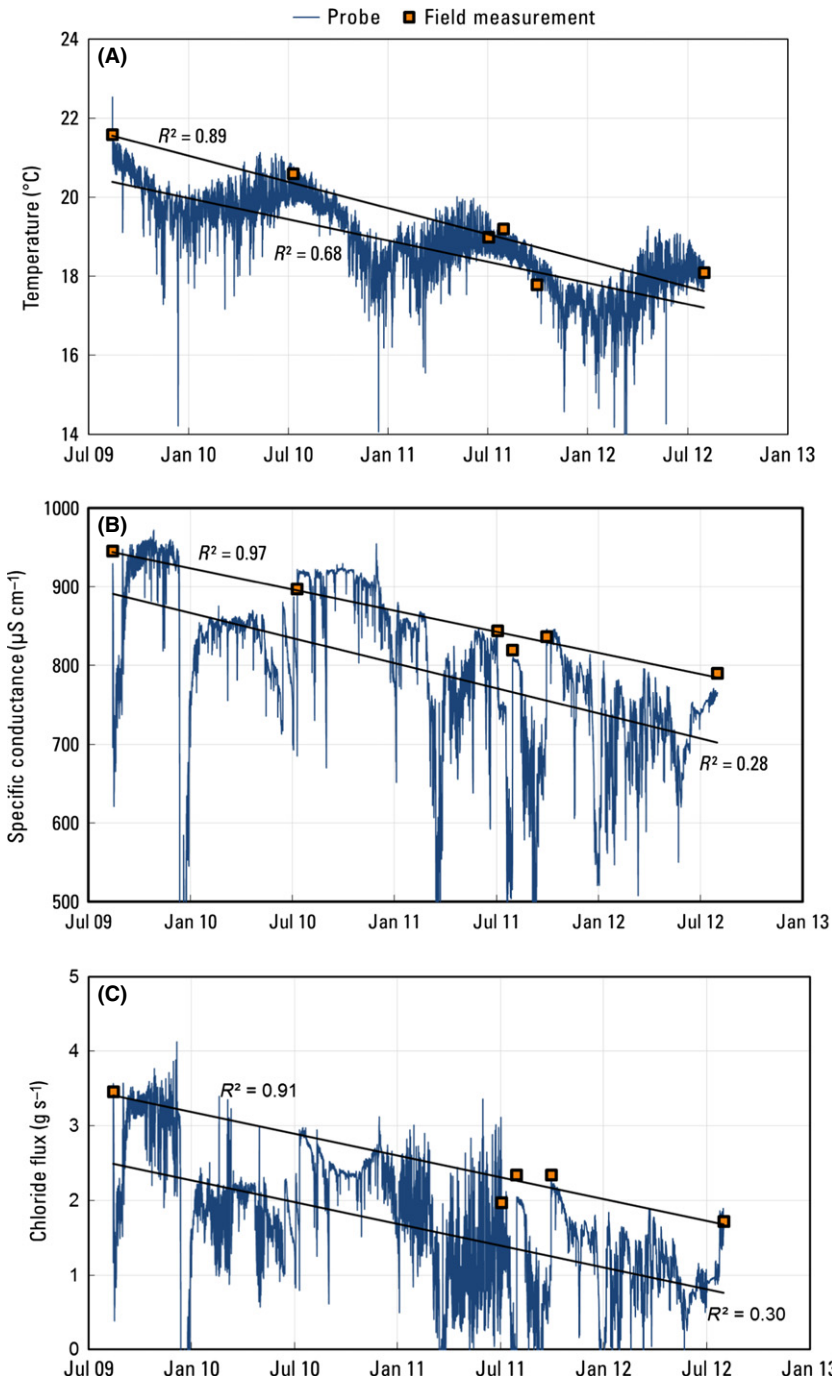 Probe Field measurement
(A)
Temperature (°C)
24
22
20
18
16
14
R² = 0.89
R² = 0.68
Jul 09 Jan 10 Jul 10 Jan 11 Jul 11 Jan 12 Jul 12 Jan 13
(B)
Specific conductance (µS cm−1)
1000
900
800
700
600
500
R² = 0.97
R² = 0.28
Jul 09 Jan 10 Jul 10 Jan 11 Jul 11 Jan 12 Jul 12 Jan 13
(C)
Chloride flux (g s−1)
5
4
3
2
1
0
R² = 0.91
R² = 0.30
Jul 09 Jan 10 Jul 10 Jan 11 Jul 11 Jan 12 Jul 12 Jan 13